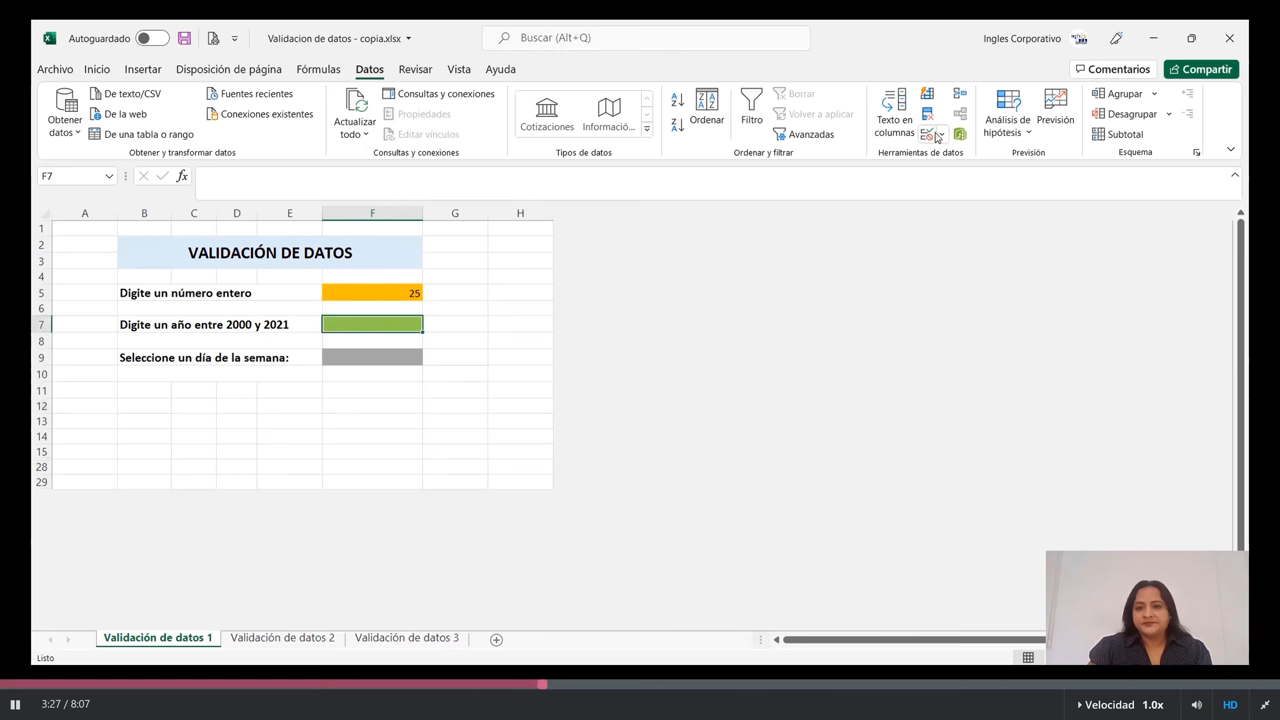 Autoguardado
Validacion de datos - copia.xlsx
Buscar (Alt+Q)
Ingles Corporativo
Archivo Inicio Insertar Disposición de página Fórmulas Datos Revisar Vista Ayuda
Comentarios
Compartir
Obtener datos
De texto/CSV
De la web
De una tabla o rango
Fuentes recientes
Conexiones existentes
Obtener y transformar datos
Actualizar todo
Consultas y conexiones
Propiedades
Editar vínculos
Consultas y conexiones
Cotizaciones
Informació...
Tipos de datos
Ordenar
Filtro
Borrar
Volver a aplicar
Avanzadas
Ordenar y filtrar
Texto en columnas
Herramientas de datos
Análisis de hipótesis
Previsión
Previsión
Agrupar
Desagrupar
Subtotal
Esquema
F7
fx
A B C D E F G H
1
2
VALIDACIÓN DE DATOS
3
4
5 Digite un número entero 25
6
7 Digite un año entre 2000 y 2021
8
9 Seleccione un día de la semana:
10
11
12
13
14
15
28
29
Validación de datos 1 Validación de datos 2 Validación de datos 3
Listo
3:27 / 8:07
Velocidad 1.0x
HD